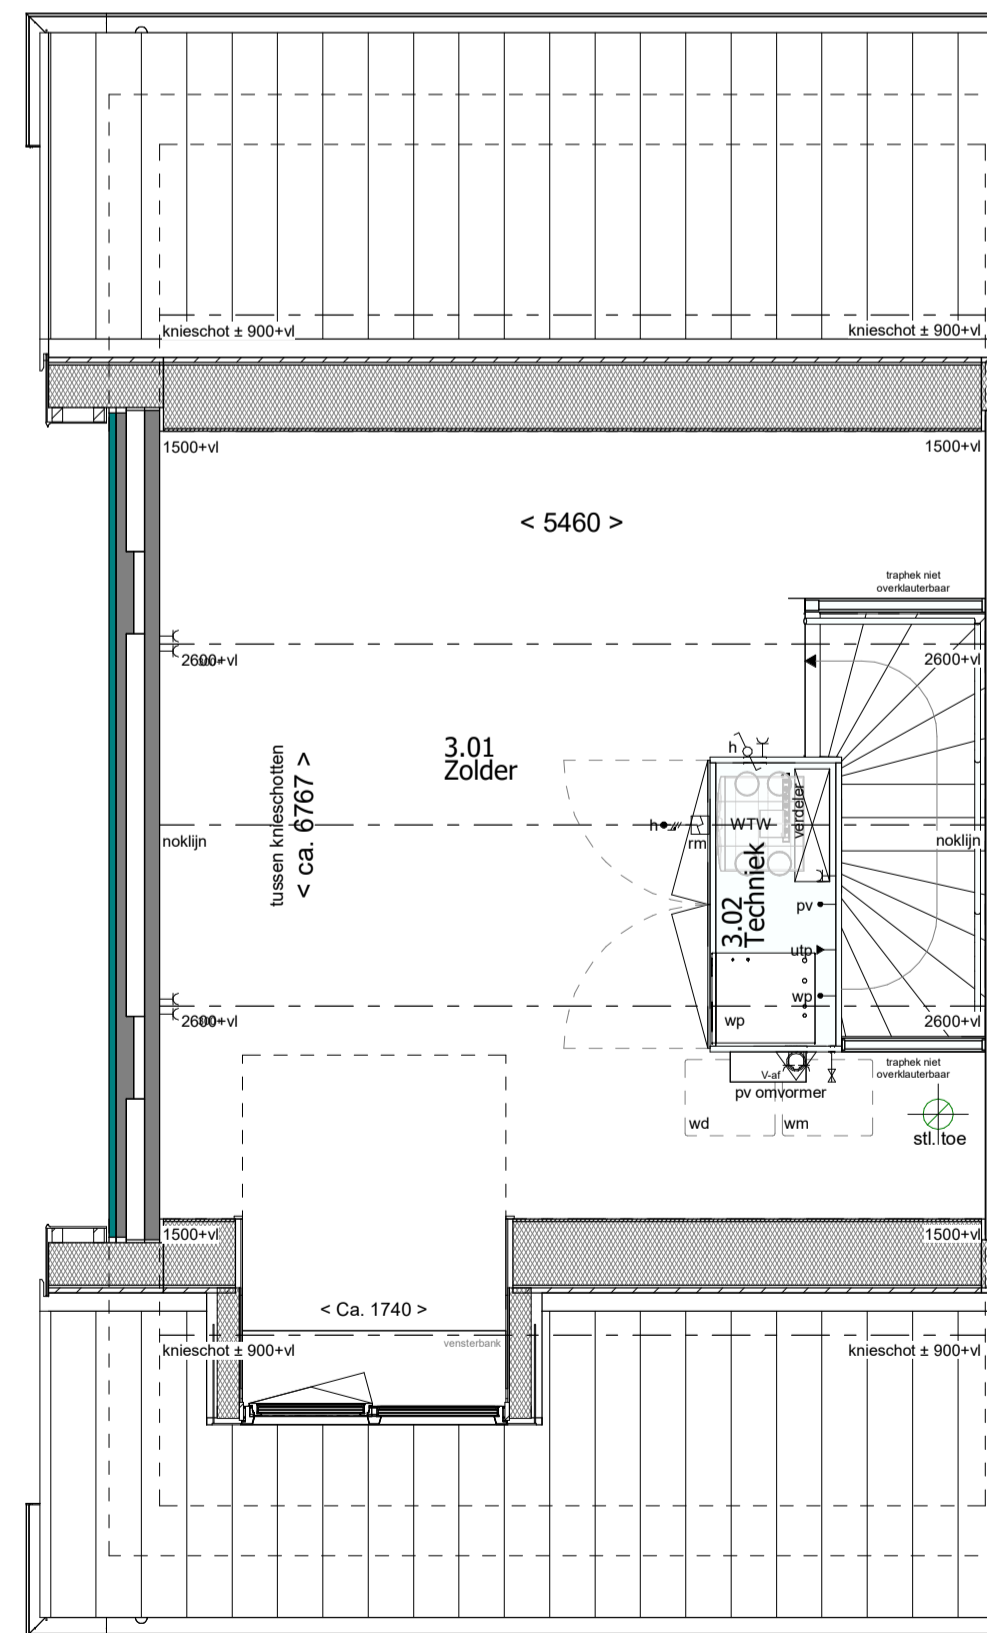 knieschot ± 900+vl
knieschot ± 900+vl
1500+vl
1500+vl
< 5460 >
traphek niet
overklauterbaar
2600+vl
2600+vl
3.01
Zolder
tussen knieschotten
< ca. 6767 >
h
h
WTW
rm
verdeler
noklijn
noklijn
3.02
Techniek
pv
utp
wp
wp
2600+vl
2600+vl
traphek niet
overklauterbaar
V-af
pv omvormer
wd
wm
stl. toe
1500+vl
1500+vl
< Ca. 1740 >
vensterbank
knieschot ± 900+vl
knieschot ± 900+vl